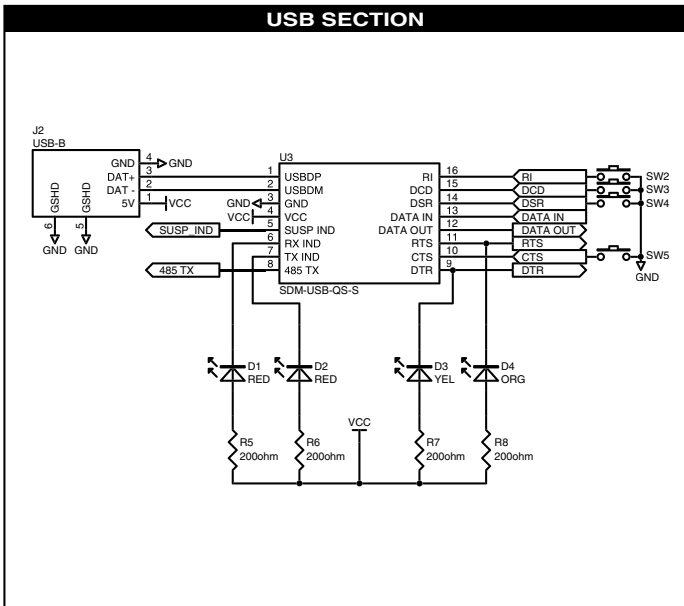 USB SECTION
J2
USB-B
GND 4 GND
DAT+ 3
DAT - 2
5V 1 VCC
GSHD GSHD
6 5
GND GND
U3
1 USBDP
2 USBDM
GND 3 GND
VCC 4 VCC
SUSP_IND 5 SUSP IND
6 RX IND
7 TX IND
485 TX 8 485 TX
RI 16 RI SW2
DCD 15 DCD SW3
DSR 14 DSR SW4
DATA IN 13 DATA IN
DATA OUT 12 DATA OUT
RTS 11 RTS
CTS 10 CTS SW5
DTR 9 DTR
GND
SDM-USB-QS-S
D1 D2 D3 D4
RED RED YEL ORG
VCC
R5 R6 R7 R8
200ohm 200ohm 200ohm 200ohm